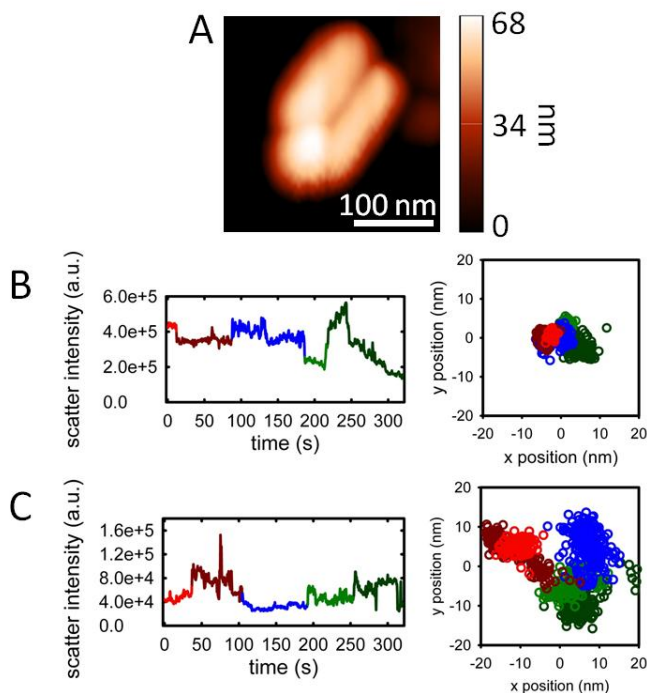 A
68
34
0
nm
100 nm
B
scatter intensity (a.u.)
6.0e+5
4.0e+5
2.0e+5
0.0
0 50 100 150 200 250 300
time (s)
y position (nm)
20
10
0
-10
-20
-20 -10 0 10 20
x position (nm)
C
scatter intensity (a.u.)
1.6e+5
1.2e+5
8.0e+4
4.0e+4
0.0
0 50 100 150 200 250 300
time (s)
y position (nm)
20
10
0
-10
-20
-20 -10 0 10 20
x position (nm)